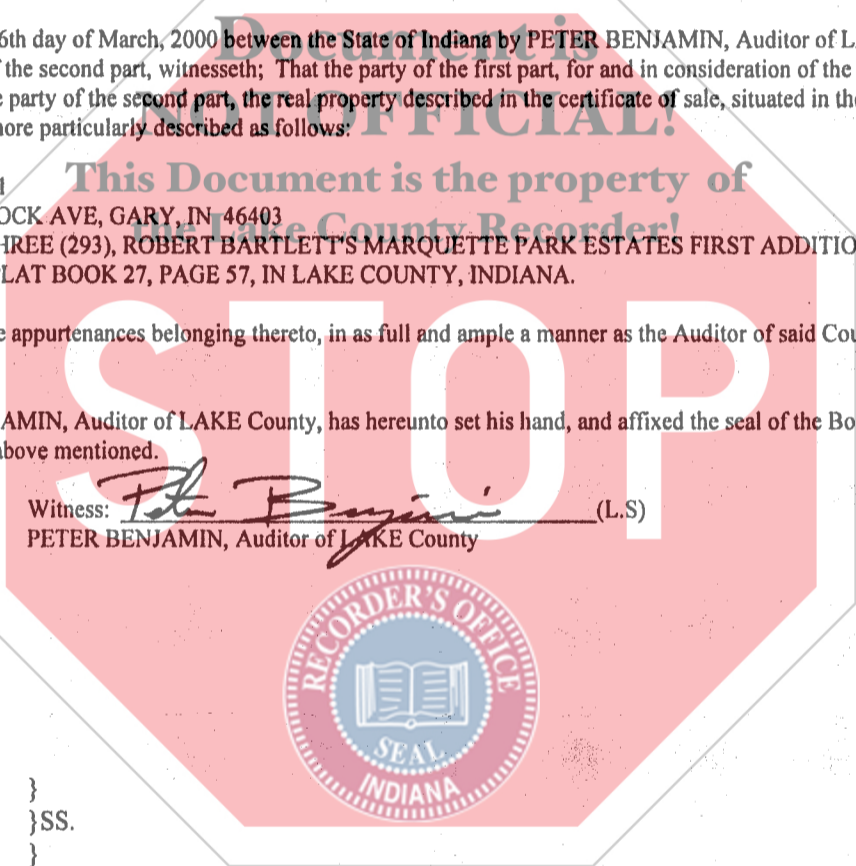 Document is
6th day of March, 2000 between the State of Indiana by PETER BENJAMIN, Auditor of L
the second part, witnesseth; That the party of the first part, for and in consideration of the
party of the second part, the real property described in the certificate of sale, situated in the
NOT OFFICIAL!
ore particularly described as follows:
This Document is the property of
OCK AVE, GARY, IN 46403
the Lake County Recorder!
HREE (293), ROBERT BARTLETT'S MARQUETTE PARK ESTATES FIRST ADDITIO
LAT BOOK 27, PAGE 57, IN LAKE COUNTY, INDIANA.
STOP
e appurtenances belonging thereto, in as full and ample a manner as the Auditor of said Cou
AMIN, Auditor of LAKE County, has hereunto set his hand, and affixed the seal of the Bo
above mentioned.
Witness: Peter Benjamin (L.S)
PETER BENJAMIN, Auditor of LAKE County
RECORDER'S OFFICE
SEAL
INDIANA
}
}SS.
}